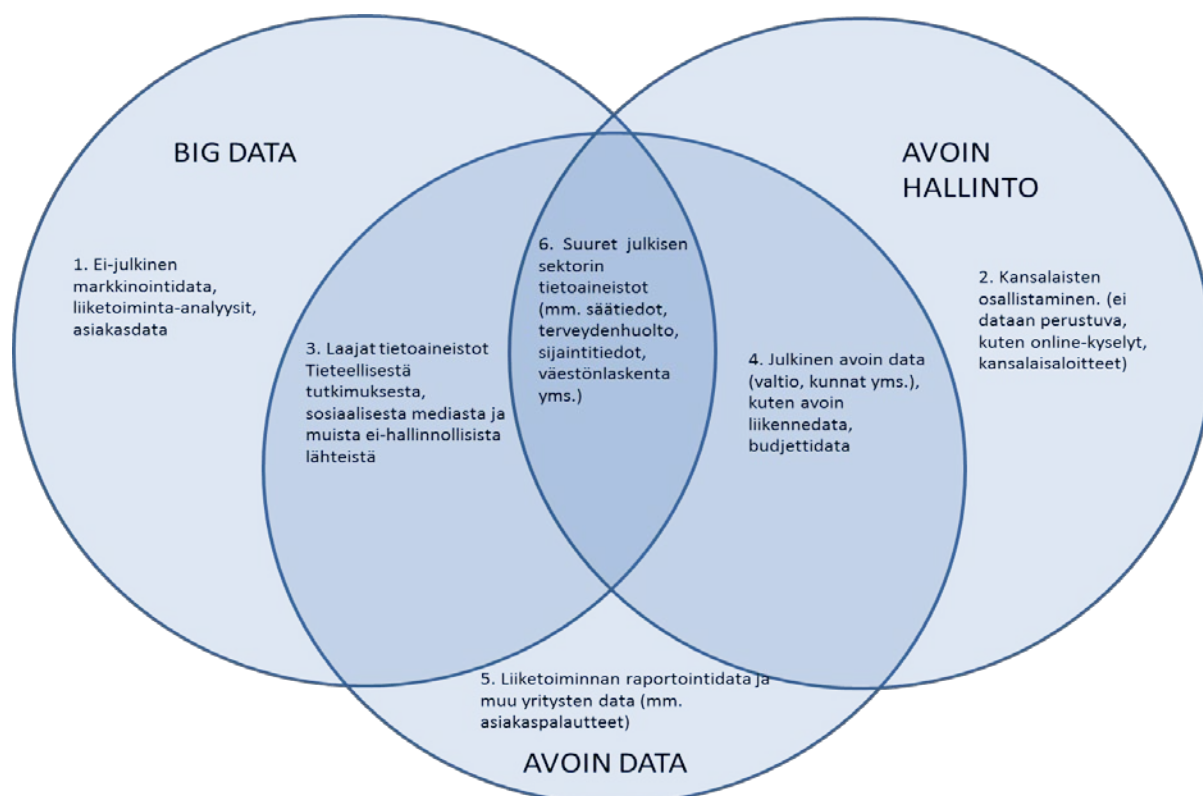 BIG DATA
AVOIN
HALLINTO
1. Ei-julkinen
markkinointidata,
liiketoiminta-analyysit,
asiakasdata
6. Suuret julkisen
sektorin
tietoaineistot
(mm. säätiedot,
terveydenhuolto,
sijaintitiedot,
väestönlaskenta
yms.)
2. Kansalaisten
osallistaminen. (ei
dataan perustuva,
kuten online-kyselyt,
kansalaisaloitteet)
3. Laajat tietoaineistot
Tieteellisestä
tutkimuksesta,
sosiaalisesta mediasta ja
muista ei-hallinnollisista
lähteistä
4. Julkinen avoin data
(valtio, kunnat yms.),
kuten avoin
liikennedata,
budjettidata
5. Liiketoiminnan raportointidata ja
muu yritysten data (mm.
asiakaspalautteet)
AVOIN DATA